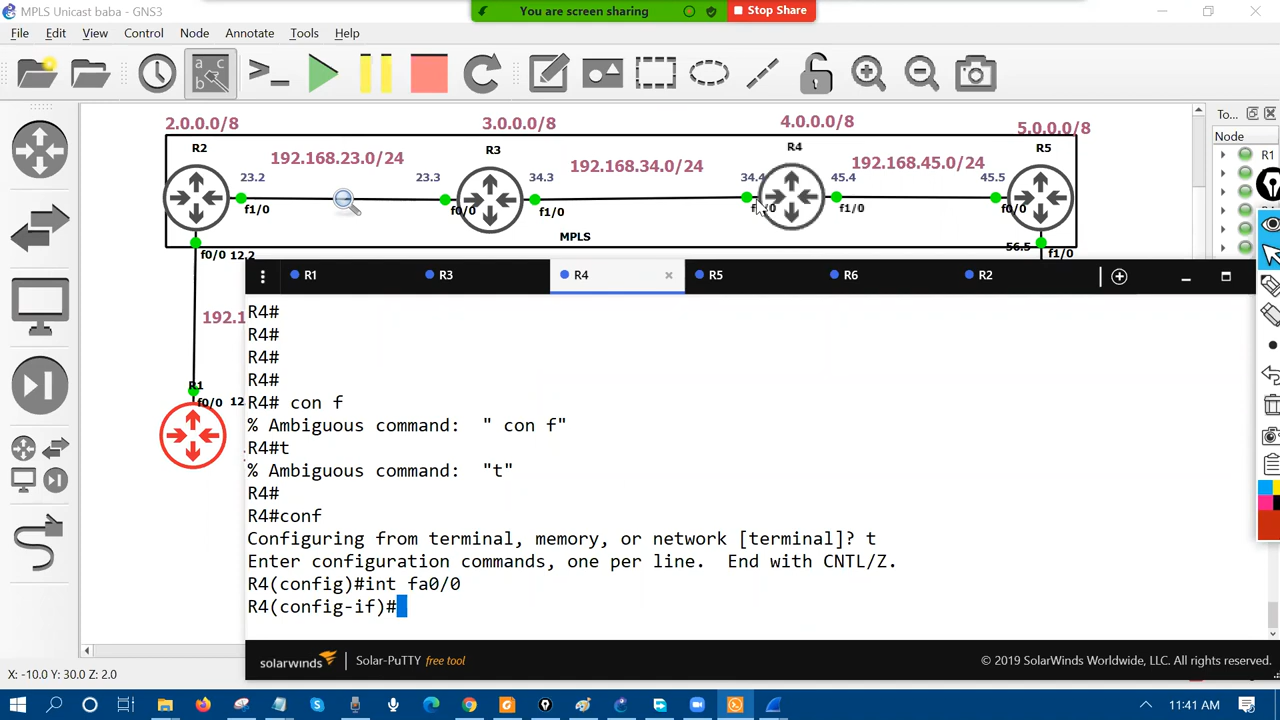 MPLS Unicast baba - GNS3
You are screen sharing
Stop Share
File Edit View Control Node Annotate Tools Help
2.0.0.0/8 3.0.0.0/8 4.0.0.0/8 5.0.0.0/8
R2 R3 R4 R5
192.168.23.0/24 192.168.34.0/24 192.168.45.0/24
23.2 23.3 34.3 34.4 45.4 45.5
f1/0 f0/0 f1/0 f1/0 f0/0
MPLS
f0/0 12.2 56.5 f1/0
192.1
R1
f0/0 12
To...
Node
R1
R1 R3 R4 R5 R6 R2
R4#
R4#
R4#
R4#
R4# con f
% Ambiguous command:  " con f"
R4#t
% Ambiguous command:  "t"
R4#
R4#conf
Configuring from terminal, memory, or network [terminal]? t
Enter configuration commands, one per line.  End with CNTL/Z.
R4(config)#int fa0/0
R4(config-if)#
solarwinds Solar-PuTTY free tool © 2019 SolarWinds Worldwide, LLC. All rights reserved.
X: -10.0 Y: 30.0 Z: 2.0
11:41 AM